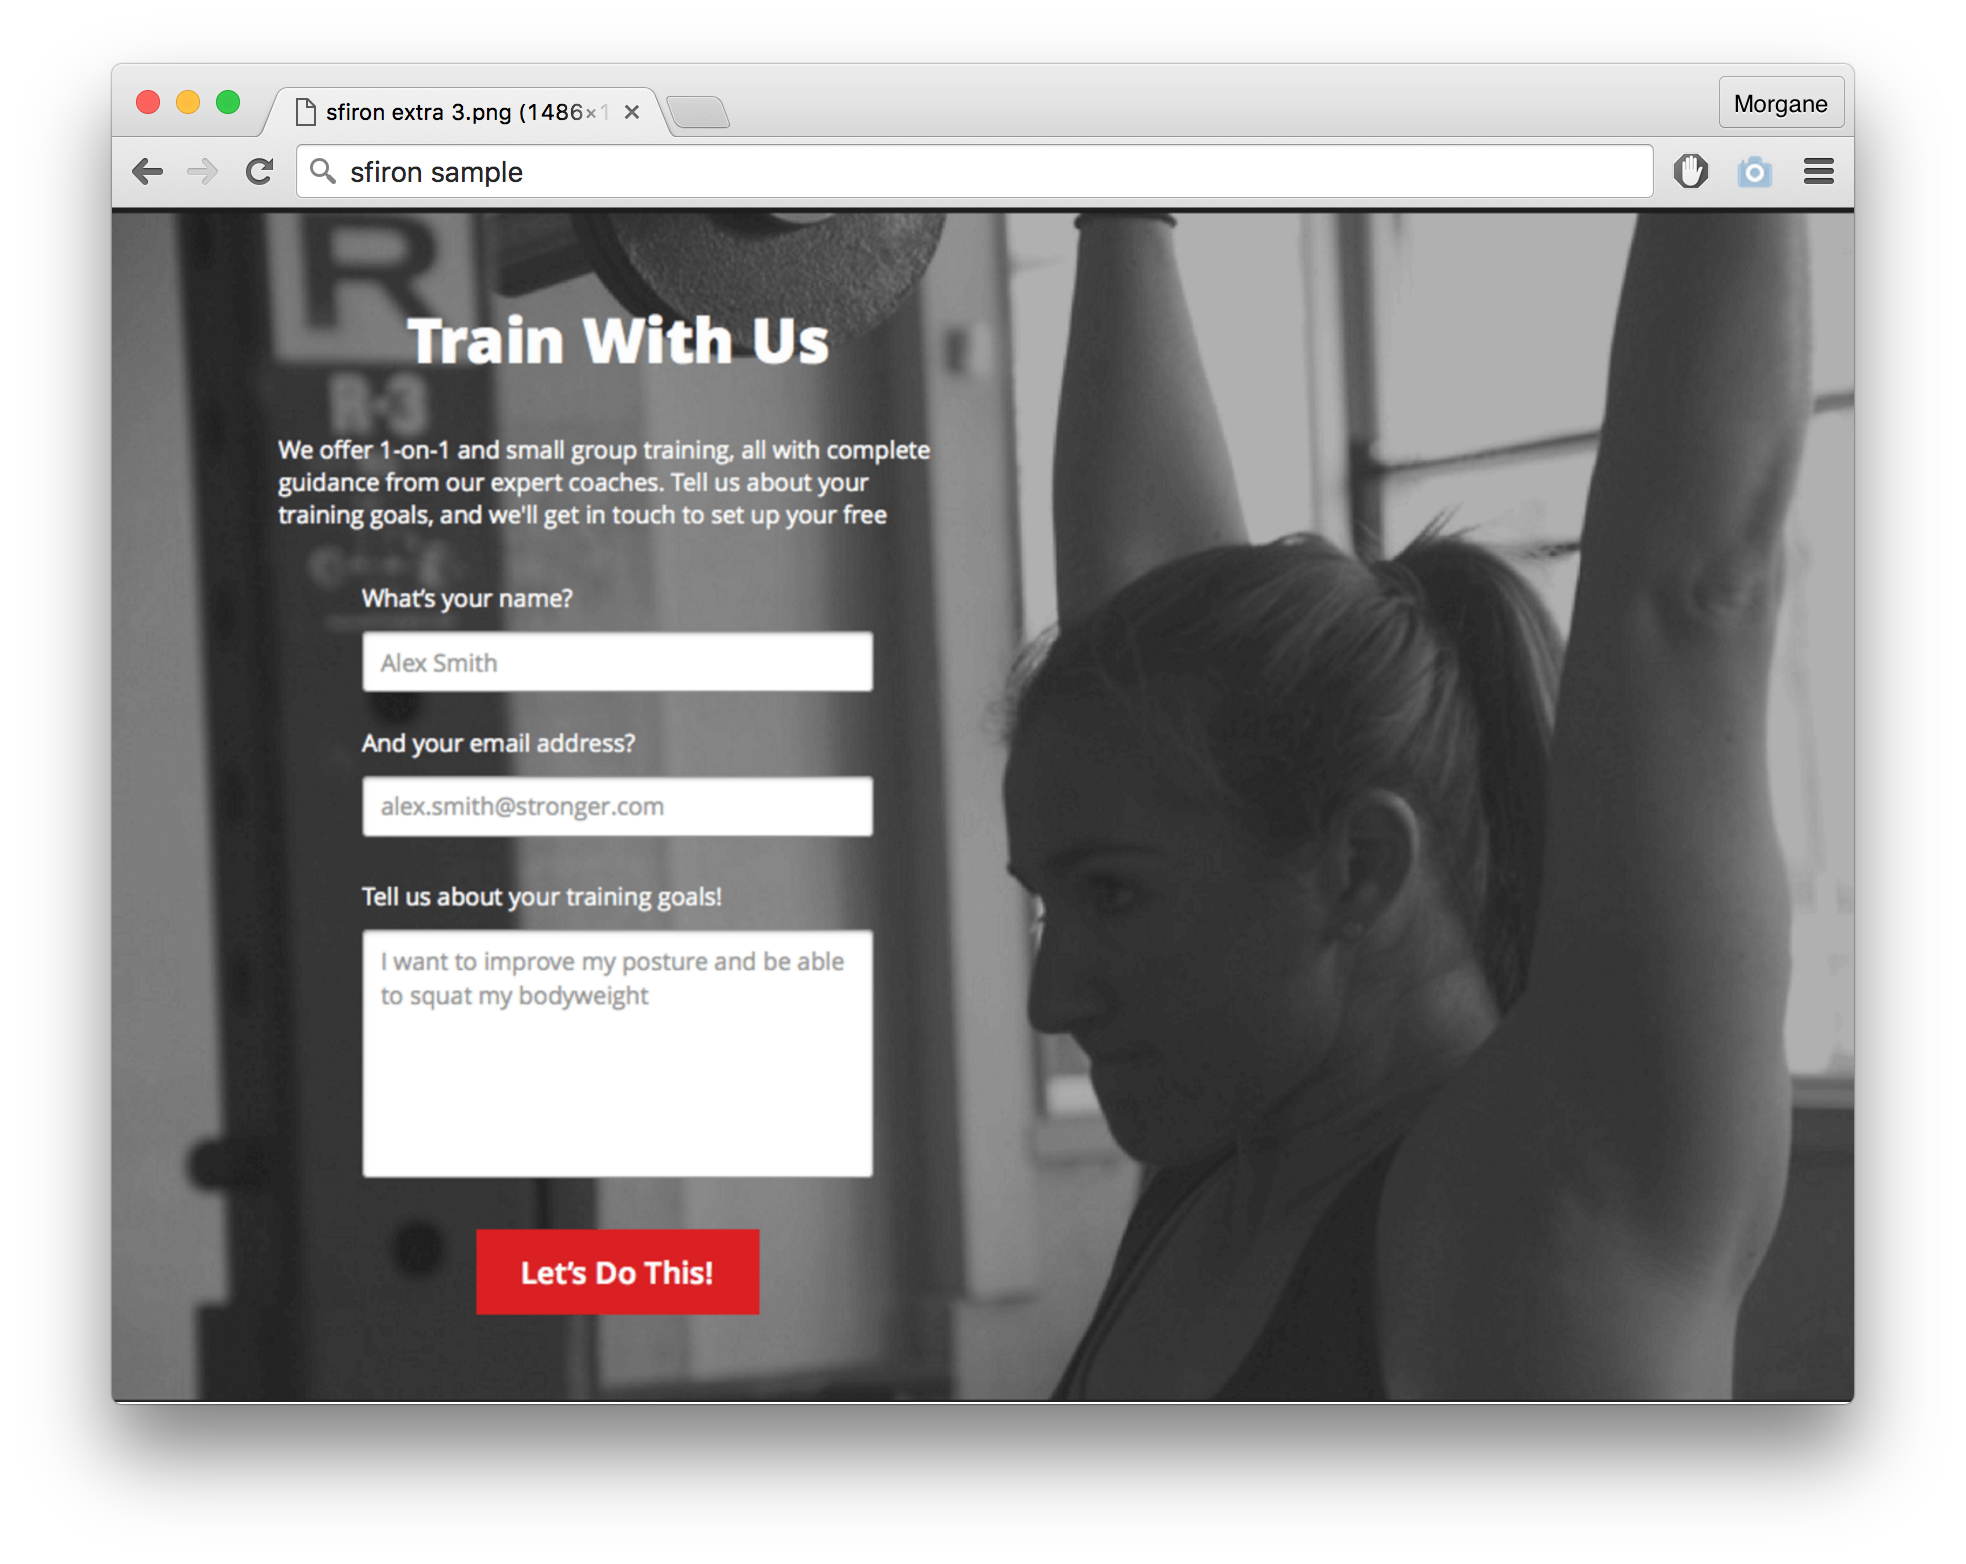 sfiron extra 3.png (1486×1
Morgane
sfiron sample
R
R-3
Train With Us
We offer 1-on-1 and small group training, all with complete
guidance from our expert coaches. Tell us about your
training goals, and we'll get in touch to set up your free
What's your name?
Alex Smith
And your email address?
alex.smith@stronger.com
Tell us about your training goals!
I want to improve my posture and be able
to squat my bodyweight
Let's Do This!